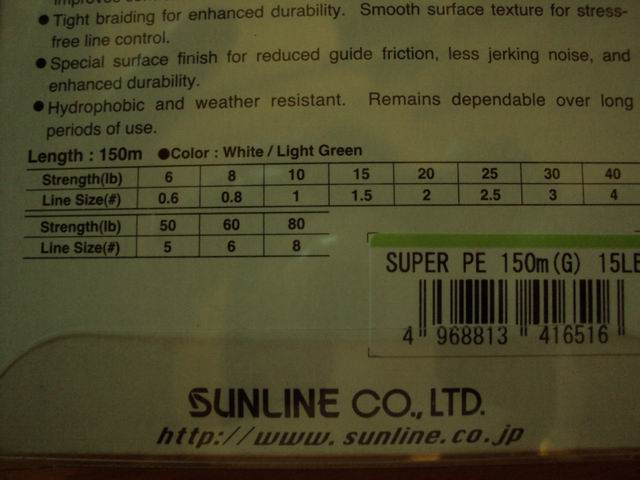 ● Tight braiding for enhanced durability. Smooth surface texture for stress-
free line control.
● Special surface finish for reduced guide friction, less jerking noise, and
enhanced durability.
● Hydrophobic and weather resistant. Remains dependable over long
periods of use.
Length : 150m ●Color : White / Light Green
Strength(lb) 6 8 10 15 20 25 30 40
Line Size(#) 0.6 0.8 1 1.5 2 2.5 3 4
Strength(lb) 50 60 80
Line Size(#) 5 6 8
SUPER PE 150m(G) 15LB
4 968813 416516
SUNLINE CO., LTD.
http://www.sunline.co.jp